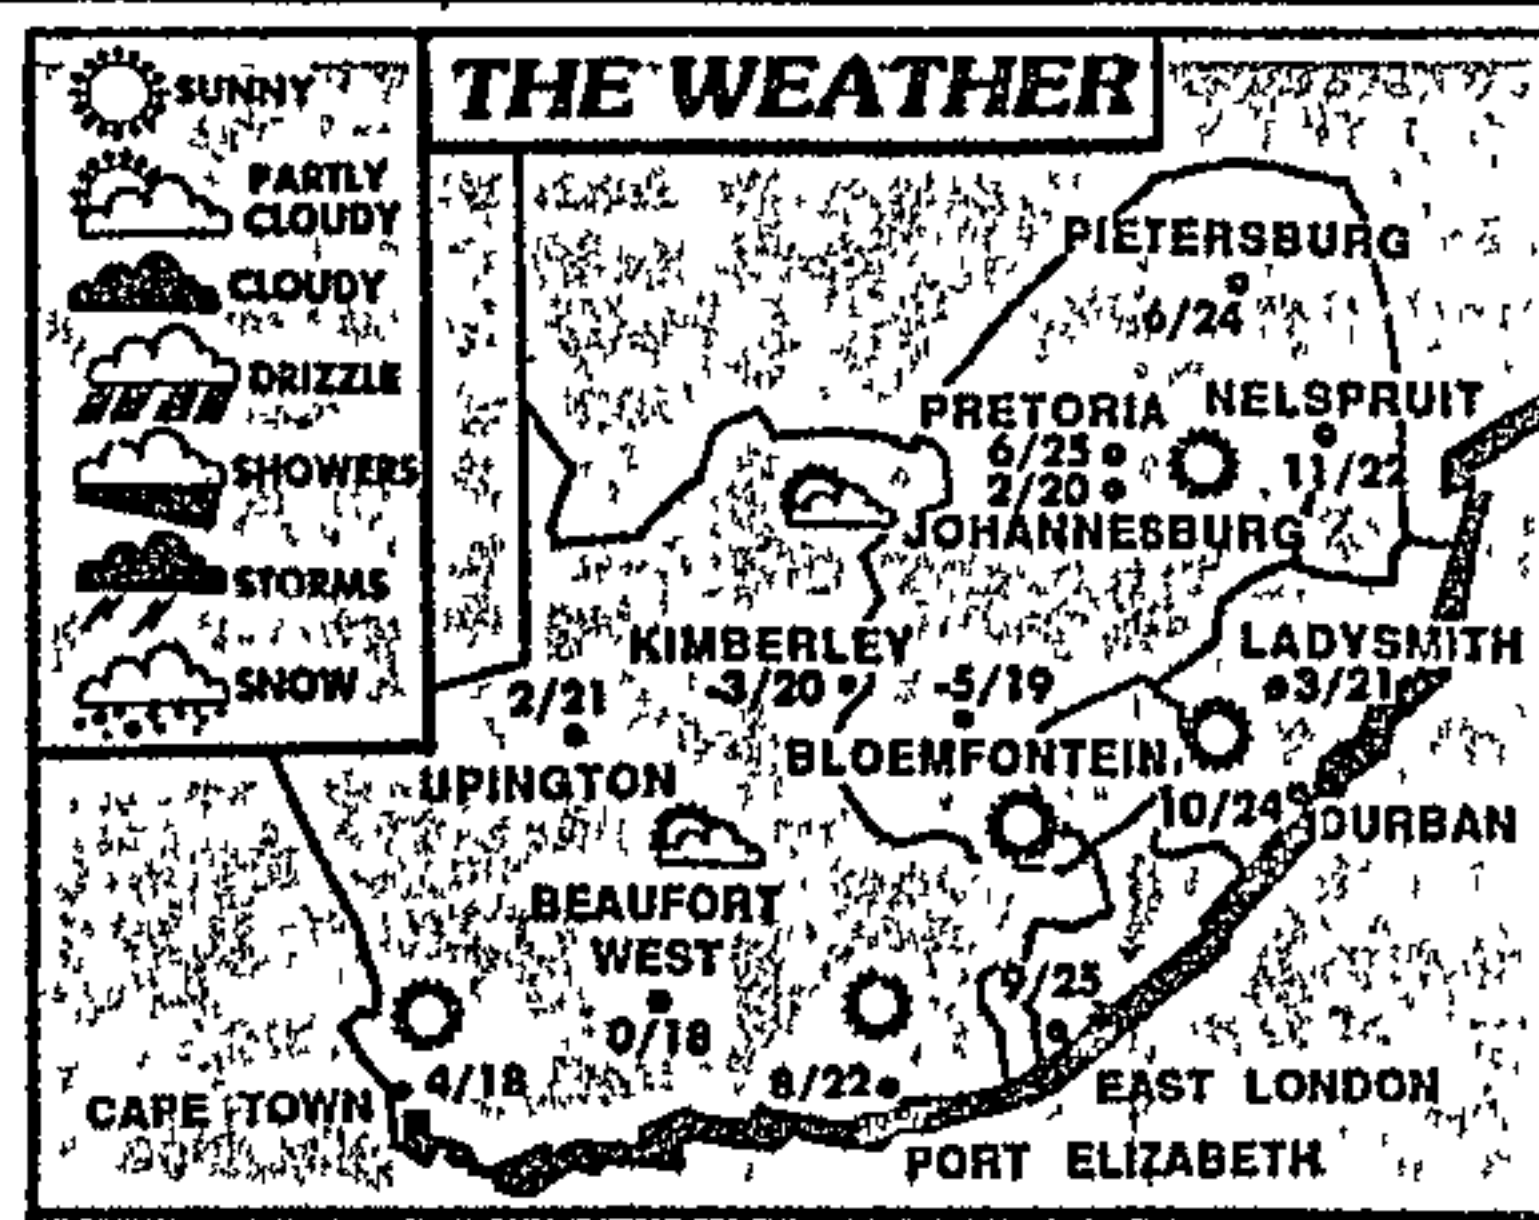 THE WEATHER
SUNNY
PARTLY
CLOUDY
CLOUDY
DRIZZLE
SHOWERS
STORMS
SNOW
PIETERSBURG
6/24
PRETORIA
6/25
2/20
JOHANNESBURG
NELSPRUIT
11/22
KIMBERLEY
-3/20
-5/19
BLOEMFONTEIN
LADYSMITH
3/21
2/21
UPINGTON
10/24
DURBAN
BEAUFORT
WEST
0/18
9/25
EAST LONDON
CAPE TOWN
4/18
8/22
PORT ELIZABETH